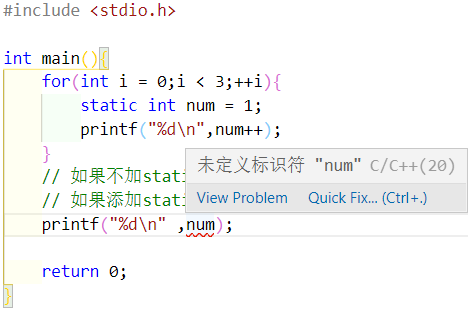 #include <stdio.h>
int main(){
for(int i = 0;i < 3;++i){
static int num = 1;
printf("%d\n",num++);
}
// 如果不加stati
// 如果添加stati
未定义标识符 "num" C/C++(20)
View Problem Quick Fix... (Ctrl+.)
printf("%d\n" ,num);
return 0;
}